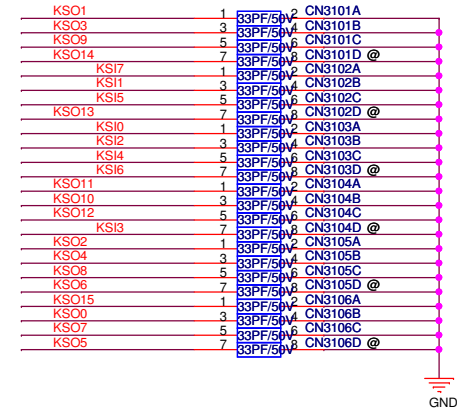 KSO1 1 33PF/50V 2 CN3101A
KSO3 3 33PF/50V 4 CN3101B
KSO9 5 33PF/50V 6 CN3101C
KSO14 7 33PF/50V 8 CN3101D @
KSI7 1 33PF/50V 2 CN3102A
KSI1 3 33PF/50V 4 CN3102B
KSI5 5 33PF/50V 6 CN3102C
KSO13 7 33PF/50V 8 CN3102D @
KSI0 1 33PF/50V 2 CN3103A
KSI2 3 33PF/50V 4 CN3103B
KSI4 5 33PF/50V 6 CN3103C
KSI6 7 33PF/50V 8 CN3103D @
KSO11 1 33PF/50V 2 CN3104A
KSO10 3 33PF/50V 4 CN3104B
KSO12 5 33PF/50V 6 CN3104C
KSI3 7 33PF/50V 8 CN3104D @
KSO2 1 33PF/50V 2 CN3105A
KSO4 3 33PF/50V 4 CN3105B
KSO8 5 33PF/50V 6 CN3105C
KSO6 7 33PF/50V 8 CN3105D @
KSO15 1 33PF/50V 2 CN3106A
KSO0 3 33PF/50V 4 CN3106B
KSO7 5 33PF/50V 6 CN3106C
KSO5 7 33PF/50V 8 CN3106D @
GND